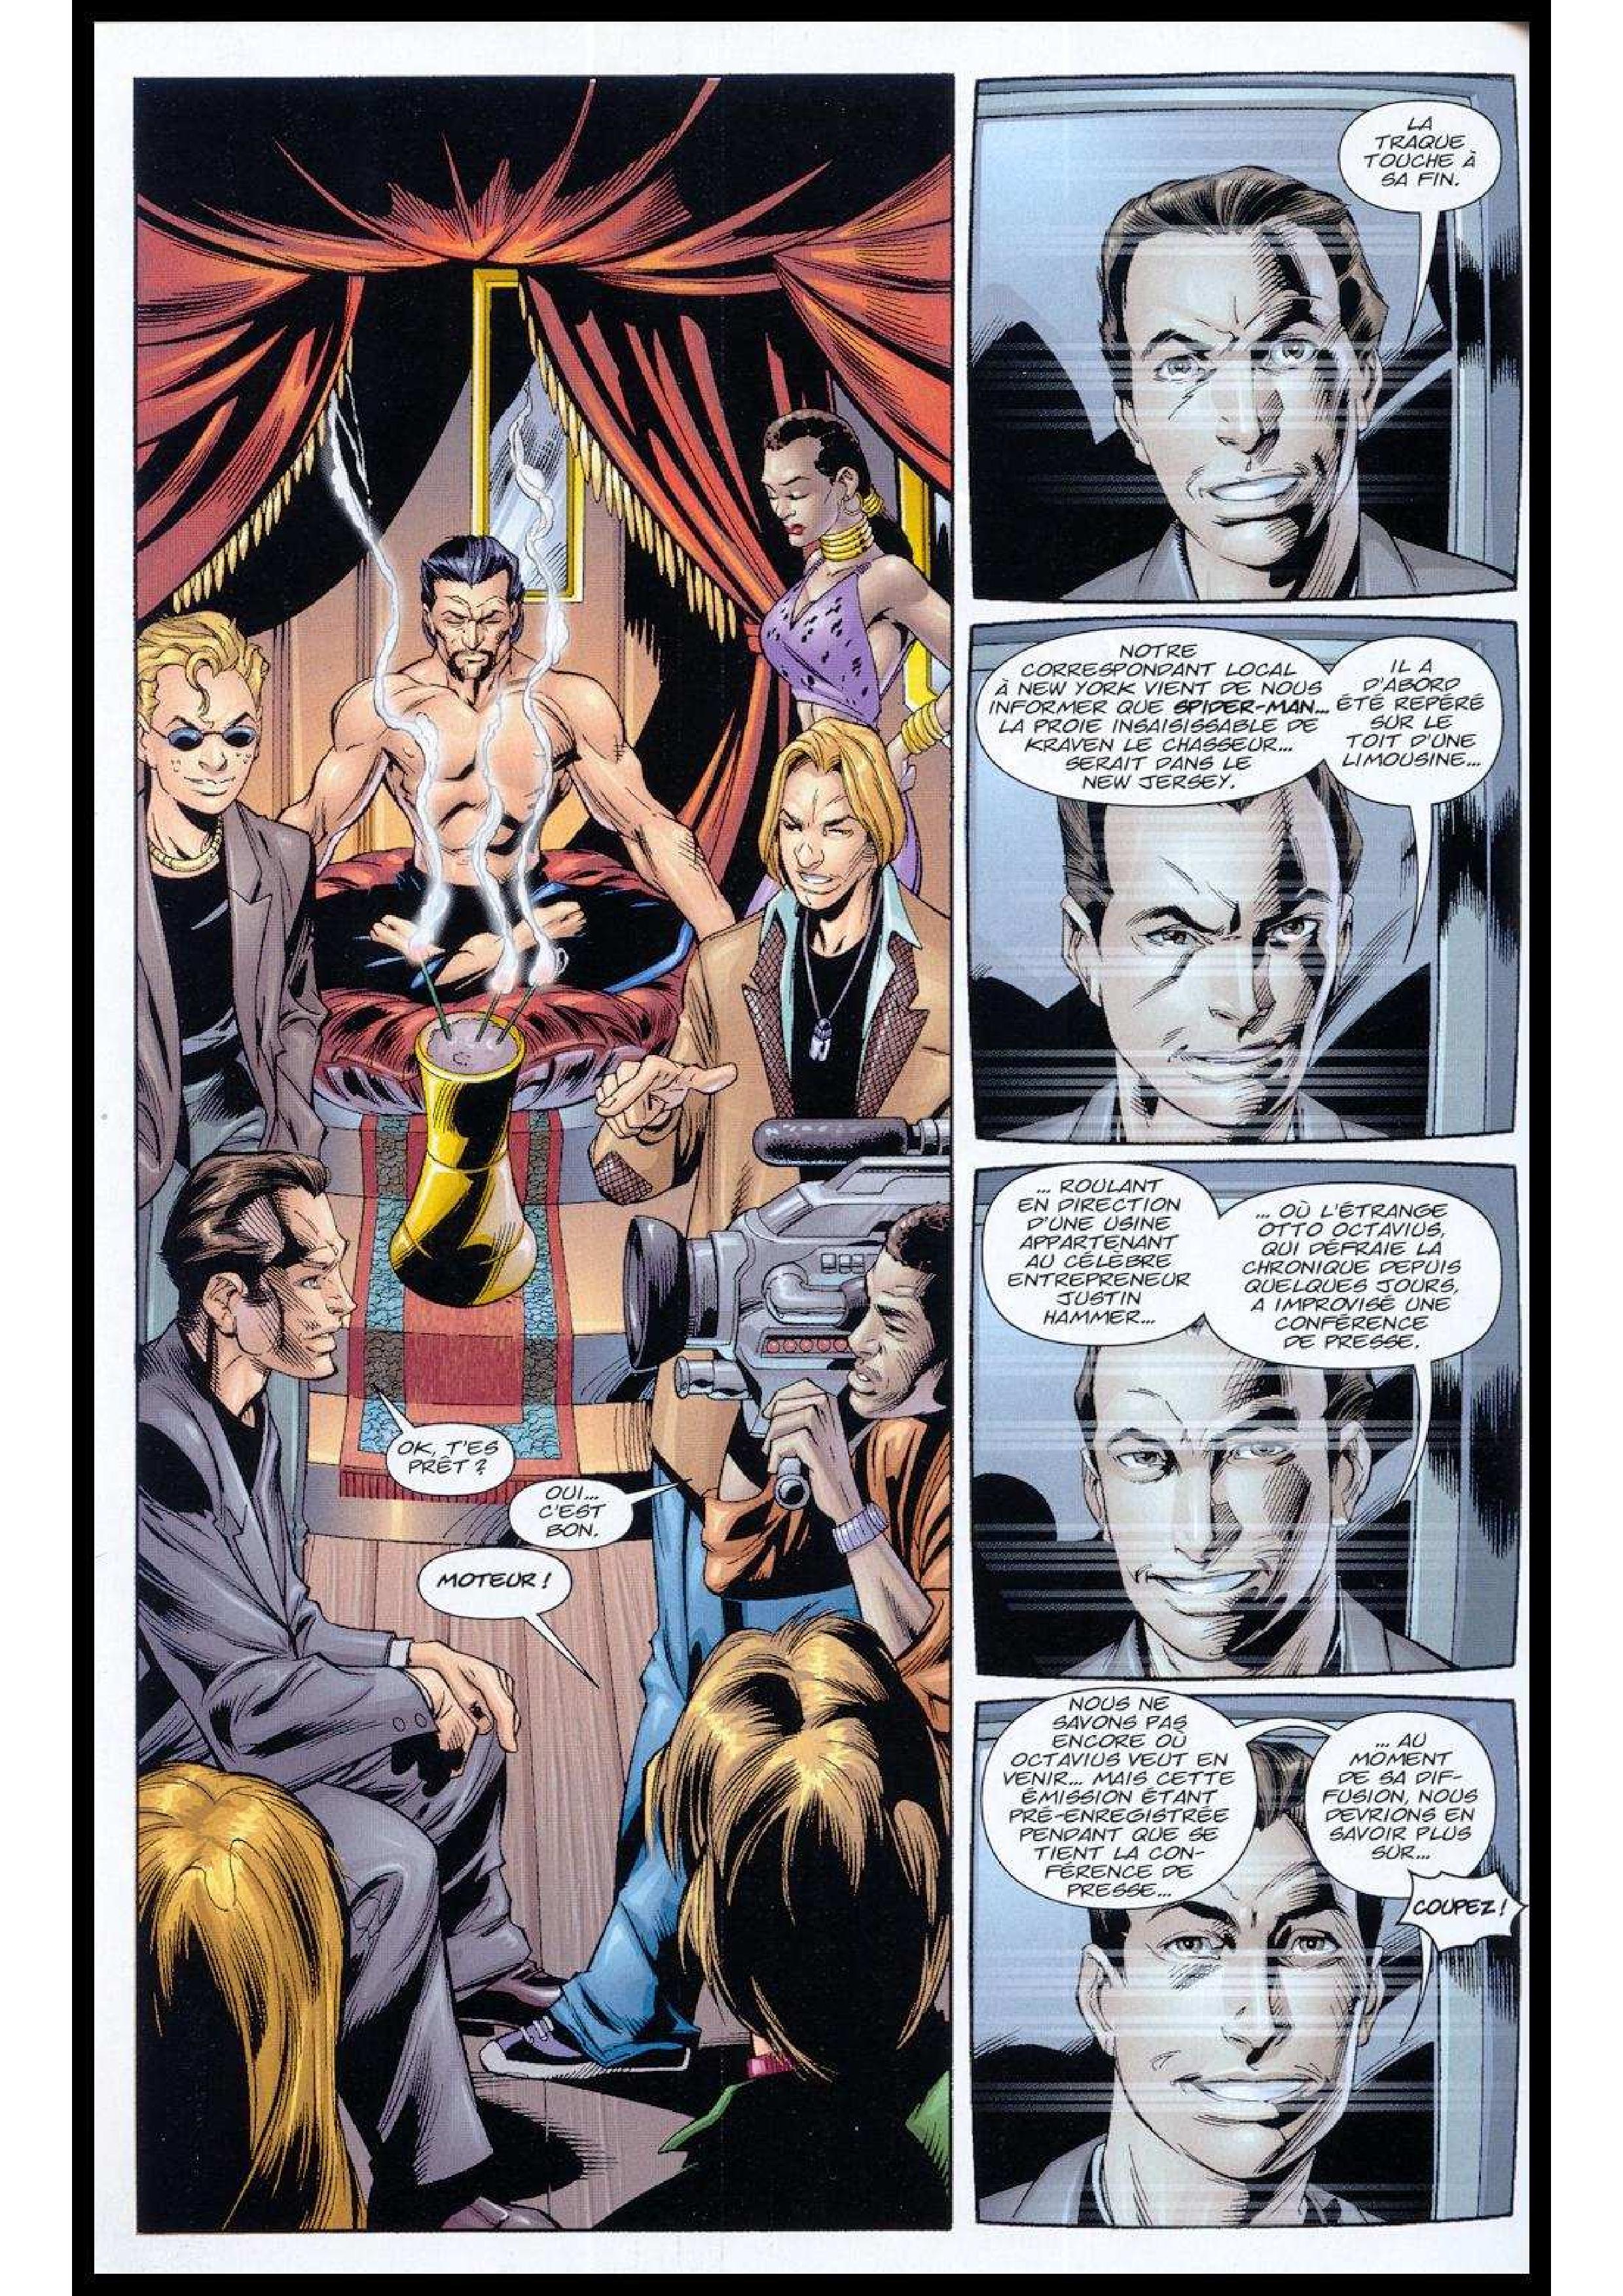 OK, T'ES
PRÊT ?
OUI...
C'EST
BON.
MOTEUR !
LA
TRAQUE
TOUCHE À
SA FIN.
NOTRE
CORRESPONDANT LOCAL
À NEW YORK VIENT DE NOUS
INFORMER QUE SPIDER-MAN...
LA PROIE INSAISISSABLE DE
KRAVEN LE CHASSEUR...
SERAIT DANS LE
NEW JERSEY.
IL A
D'ABORD
ÉTÉ REPÉRÉ
SUR LE
TOIT D'UNE
LIMOUSINE...
... ROULANT
EN DIRECTION
D'UNE USINE
APPARTENANT
AU CÉLÈBRE
ENTREPRENEUR
JUSTIN
HAMMER...
... OÙ L'ÉTRANGE
OTTO OCTAVIUS,
QUI DÉFRAIE LA
CHRONIQUE DEPUIS
QUELQUES JOURS,
A IMPROVISÉ UNE
CONFÉRENCE
DE PRESSE.
NOUS NE
SAVONS PAS
ENCORE OÙ
OCTAVIUS VEUT EN
VENIR... MAIS CETTE
ÉMISSION ÉTANT
PRÉ-ENREGISTRÉE
PENDANT QUE SE
TIENT LA CON-
FÉRENCE DE
PRESSE...
... AU
MOMENT
DE SA DIF-
FUSION, NOUS
DEVRIONS EN
SAVOIR PLUS
SUR...
COUPEZ !